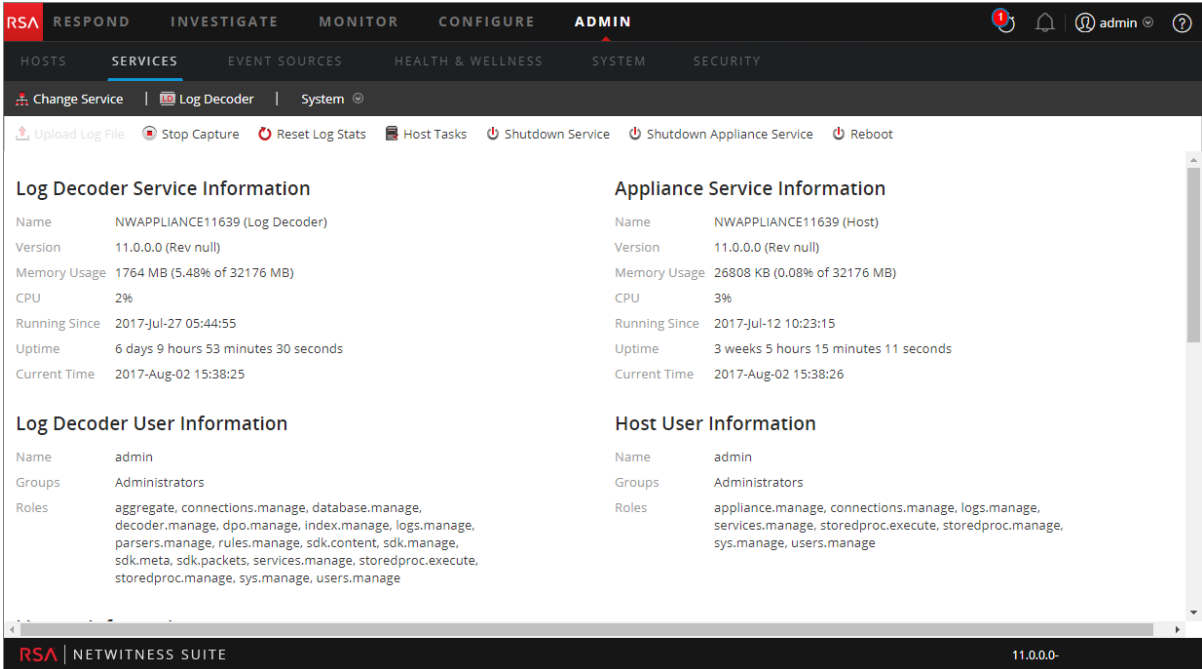 RSA RESPOND INVESTIGATE MONITOR CONFIGURE ADMIN 1 admin ?
HOSTS SERVICES EVENT SOURCES HEALTH & WELLNESS SYSTEM SECURITY
Change Service | LD Log Decoder | System
Upload Log File Stop Capture Reset Log Stats Host Tasks Shutdown Service Shutdown Appliance Service Reboot
Log Decoder Service Information
Name NWAPPLIANCE11639 (Log Decoder)
Version 11.0.0.0 (Rev null)
Memory Usage 1764 MB (5.48% of 32176 MB)
CPU 2%
Running Since 2017-Jul-27 05:44:55
Uptime 6 days 9 hours 53 minutes 30 seconds
Current Time 2017-Aug-02 15:38:25
Appliance Service Information
Name NWAPPLIANCE11639 (Host)
Version 11.0.0.0 (Rev null)
Memory Usage 26808 KB (0.08% of 32176 MB)
CPU 3%
Running Since 2017-Jul-12 10:23:15
Uptime 3 weeks 5 hours 15 minutes 11 seconds
Current Time 2017-Aug-02 15:38:26
Log Decoder User Information
Name admin
Groups Administrators
Roles aggregate, connections.manage, database.manage,
decoder.manage, dpo.manage, index.manage, logs.manage,
parsers.manage, rules.manage, sdk.content, sdk.manage,
sdk.meta, sdk.packets, services.manage, storedproc.execute,
storedproc.manage, sys.manage, users.manage
Host User Information
Name admin
Groups Administrators
Roles appliance.manage, connections.manage, logs.manage,
services.manage, storedproc.execute, storedproc.manage,
sys.manage, users.manage
RSA | NETWITNESS SUITE 11.0.0.0-